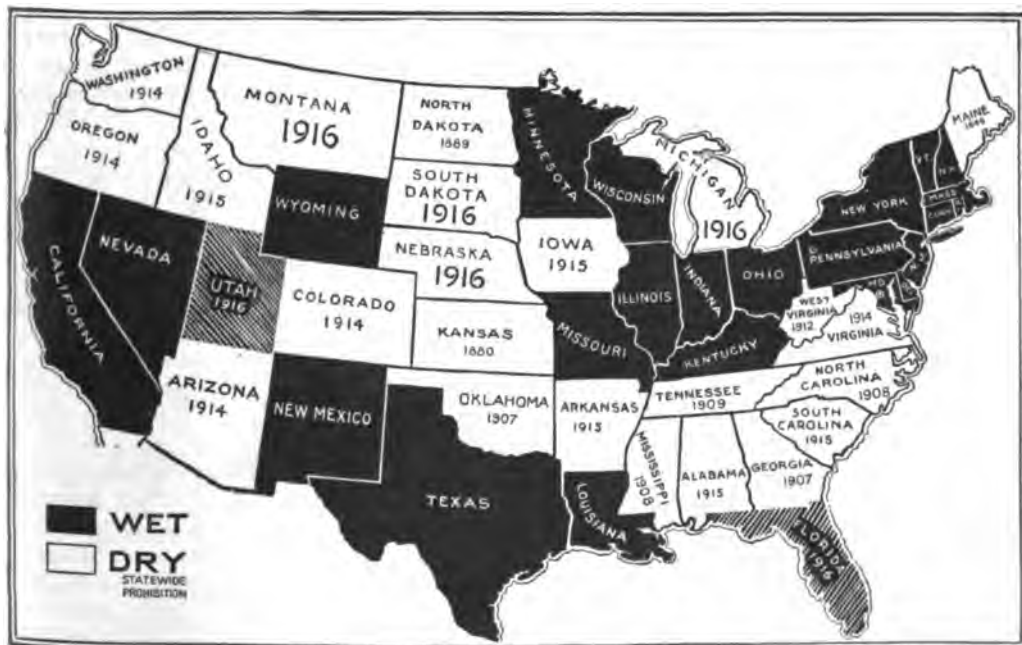 WASHINGTON
1914
OREGON
1914
IDAHO
1915
MONTANA
1916
NORTH
DAKOTA
1889
SOUTH
DAKOTA
1916
NEBRASKA
1916
WYOMING
CALIFORNIA
NEVADA
UTAH
1916
COLORADO
1914
KANSAS
1880
ARIZONA
1914
NEW MEXICO
OKLAHOMA
1907
TEXAS
MINNESOTA
IOWA
1915
MISSOURI
ARKANSAS
1915
LOUISIANA
WISCONSIN
ILLINOIS
MICHIGAN
1916
INDIANA
OHIO
KENTUCKY
TENNESSEE
1909
MISSISSIPPI
1908
ALABAMA
1915
GEORGIA
1907
FLORIDA
1916
SOUTH
CAROLINA
1915
NORTH
CAROLINA
1908
1914
VIRGINIA
WEST
VIRGINIA
1912
PENNSYLVANIA
NEW YORK
VT.
N.H.
MAINE
MASS
CONN
N.J.
MD
WET
DRY
STATEWIDE
PROHIBITION